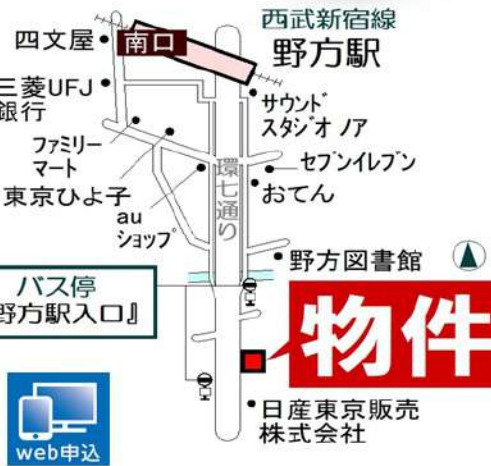 西武新宿線
野方駅
四文屋
南口
三菱UFJ
銀行
サウンド
スタジオ ノア
ファミリー
マート
セブンイレブン
東京ひよ子
環七通り
おでん
au
ショップ
野方図書館
バス停
野方駅入口』
物件
日産東京販売
株式会社
web申込